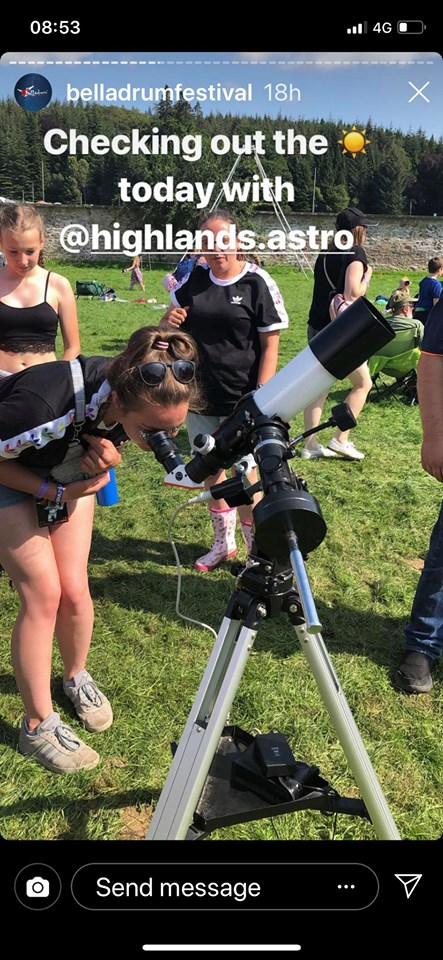 08:53
4G
belladrumfestival 18h
Checking out the ☀️
today with
@highlands.astro
Send message